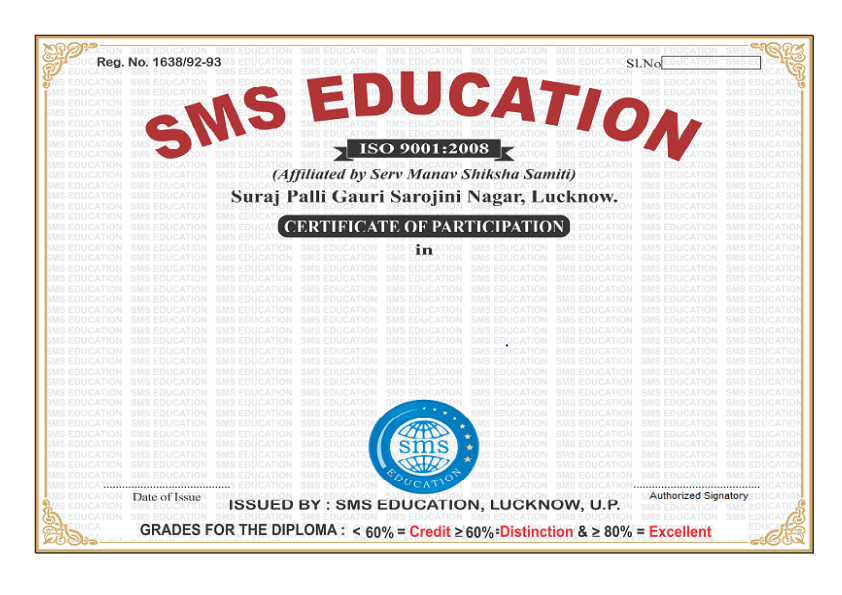 Reg. No. 1638/92-93
Sl.No
SMS EDUCATION
ISO 9001:2008
(Affiliated by Serv Manav Shiksha Samiti)
Suraj Palli Gauri Sarojini Nagar, Lucknow.
CERTIFICATE OF PARTICIPATION
in
sms
EDUCATION
Date of Issue
Authorized Signatory
ISSUED BY : SMS EDUCATION, LUCKNOW, U.P.
GRADES FOR THE DIPLOMA : < 60% = Credit ≥ 60%=Distinction & ≥ 80% = Excellent